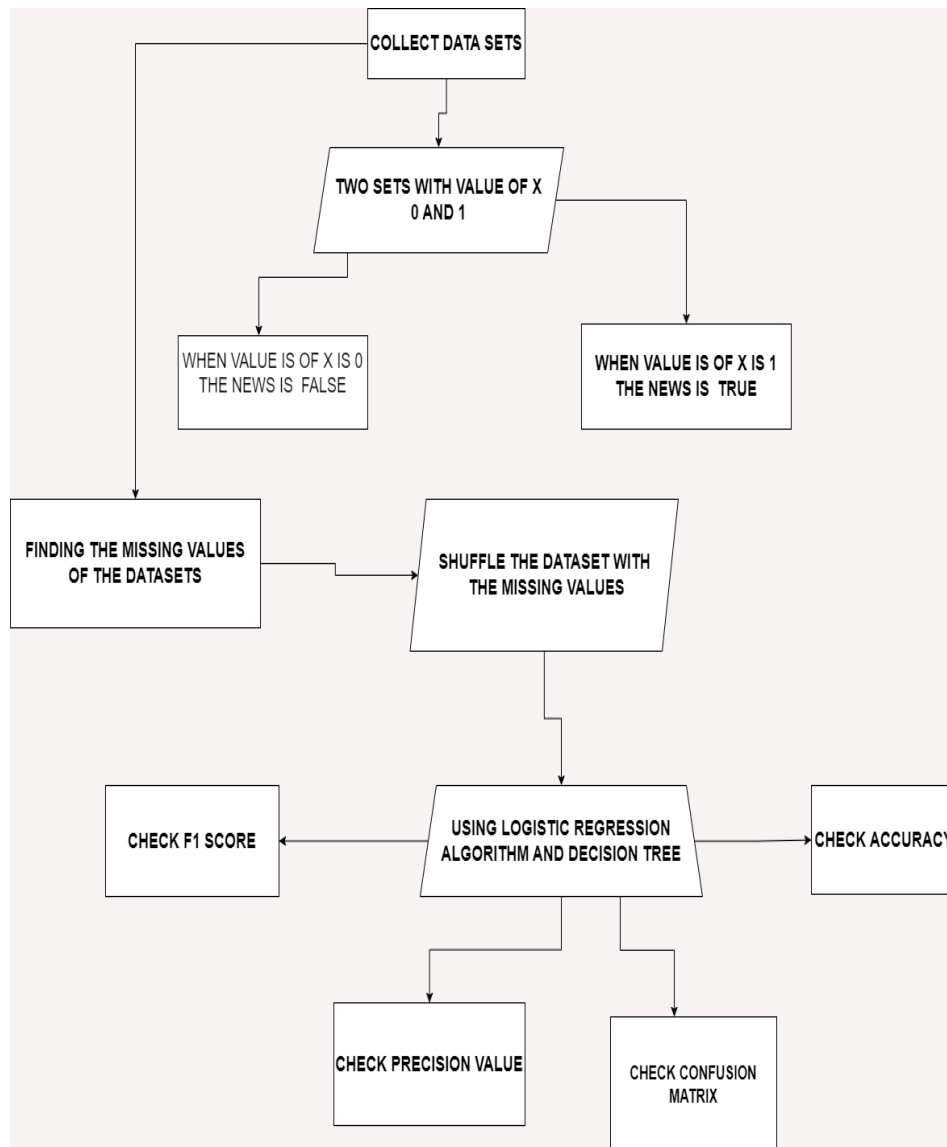 COLLECT DATA SETS
TWO SETS WITH VALUE OF X
0 AND 1
WHEN VALUE IS OF X IS 0
THE NEWS IS FALSE
WHEN VALUE IS OF X IS 1
THE NEWS IS TRUE
FINDING THE MISSING VALUES
OF THE DATASETS
SHUFFLE THE DATASET WITH
THE MISSING VALUES
CHECK F1 SCORE
USING LOGISTIC REGRESSION
ALGORITHM AND DECISION TREE
CHECK ACCURACY
CHECK PRECISION VALUE
CHECK CONFUSION
MATRIX